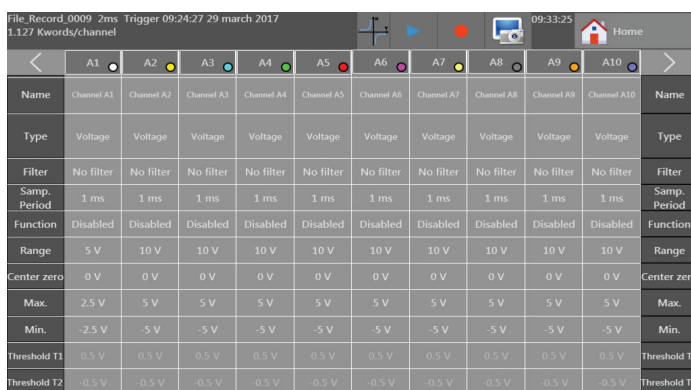 File_Record_0009 2ms Trigger 09:24:27 29 march 2017
1.127 Kwords/channel
09:33:25
Home
A1 A2 A3 A4 A5 A6 A7 A8 A9 A10
Name Channel A1 Channel A2 Channel A3 Channel A4 Channel A5 Channel A6 Channel A7 Channel A8 Channel A9 Channel A10 Name
Type Voltage Voltage Voltage Voltage Voltage Voltage Voltage Voltage Voltage Voltage Type
Filter No filter No filter No filter No filter No filter No filter No filter No filter No filter No filter Filter
Samp. Period 1 ms 1 ms 1 ms 1 ms 1 ms 1 ms 1 ms 1 ms 1 ms 1 ms Samp. Period
Function Disabled Disabled Disabled Disabled Disabled Disabled Disabled Disabled Disabled Disabled Function
Range 5 V 10 V 10 V 10 V 10 V 10 V 10 V 10 V 10 V 10 V Range
Center zero 0 V 0 V 0 V 0 V 0 V 0 V 0 V 0 V 0 V 0 V Center zer
Max. 2.5 V 5 V 5 V 5 V 5 V 5 V 5 V 5 V 5 V 5 V Max.
Min. -2.5 V -5 V -5 V -5 V -5 V -5 V -5 V -5 V -5 V -5 V Min.
Threshold T1 0.5 V 0.5 V 0.5 V 0.5 V 0.5 V 0.5 V 0.5 V 0.5 V 0.5 V 0.5 V Threshold T
Threshold T2 -0.5 V -0.5 V -0.5 V -0.5 V -0.5 V -0.5 V -0.5 V -0.5 V -0.5 V -0.5 V Threshold T